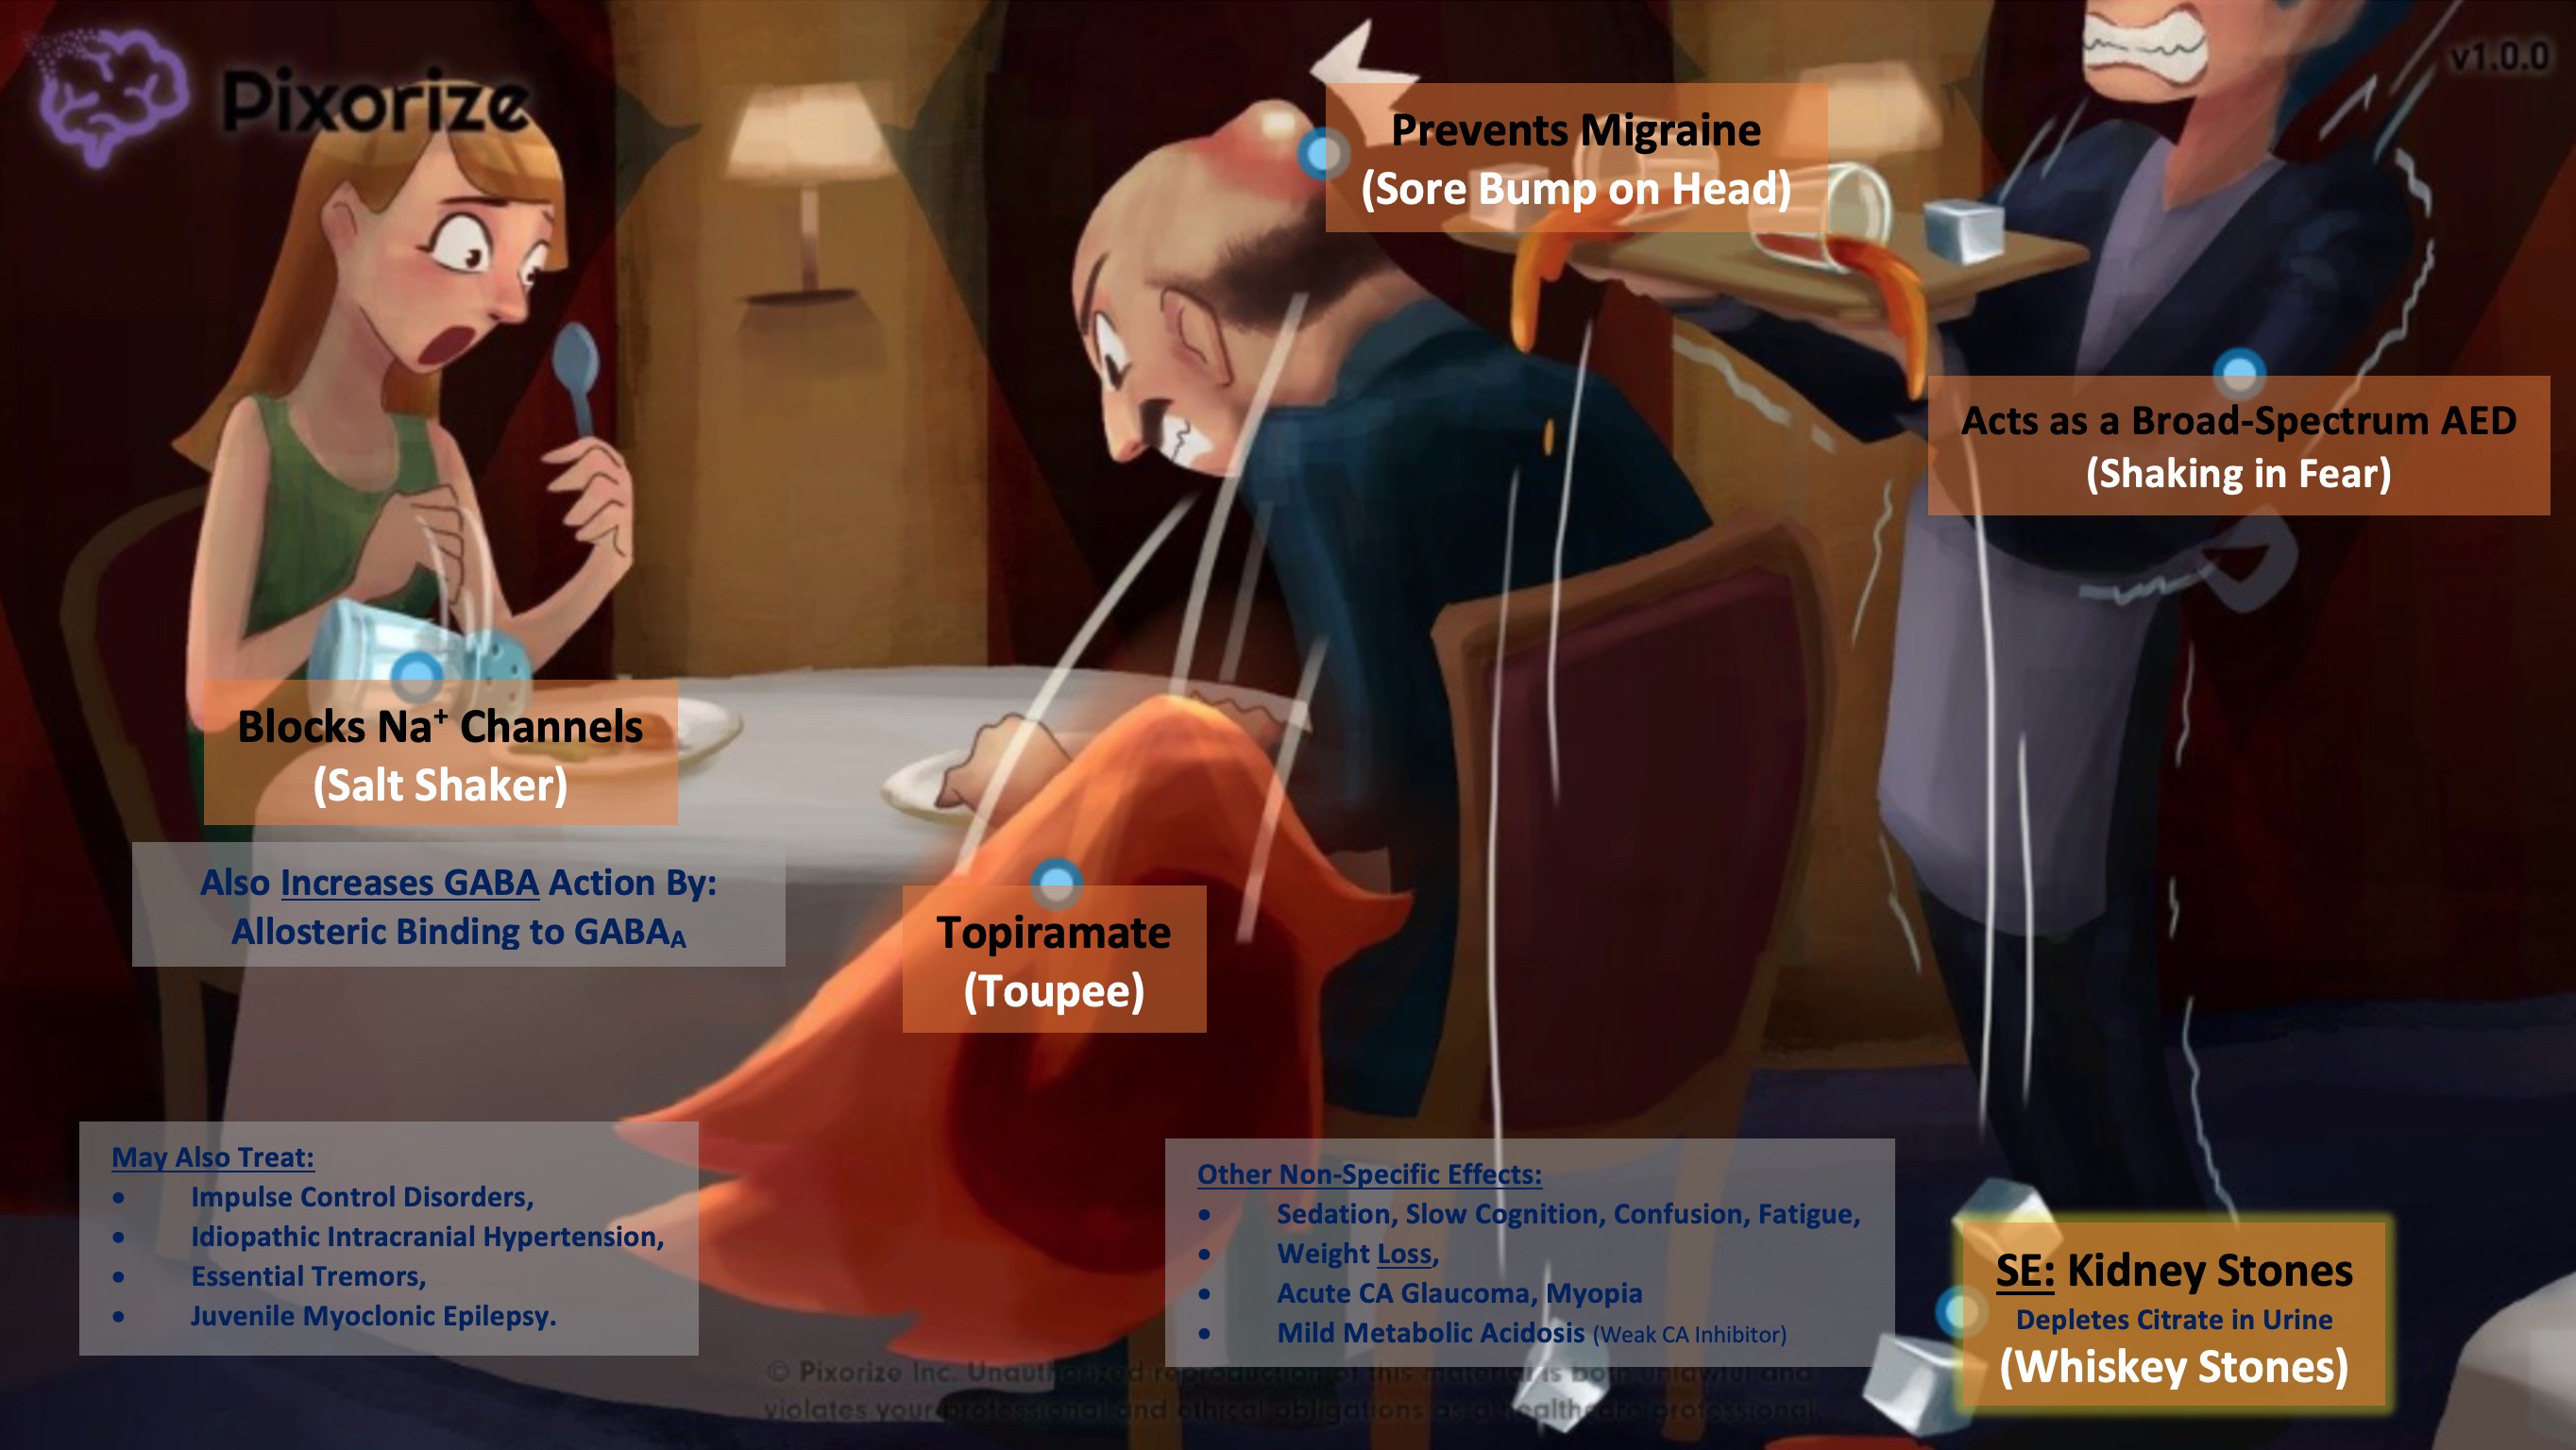 Pixorize
v1.0.0
Prevents Migraine
(Sore Bump on Head)
Acts as a Broad-Spectrum AED
(Shaking in Fear)
Blocks Na⁺ Channels
(Salt Shaker)
Also Increases GABA Action By:
Allosteric Binding to GABAA
Topiramate
(Toupee)
May Also Treat:
• Impulse Control Disorders,
• Idiopathic Intracranial Hypertension,
• Essential Tremors,
• Juvenile Myoclonic Epilepsy.
Other Non-Specific Effects:
• Sedation, Slow Cognition, Confusion, Fatigue,
• Weight Loss,
• Acute CA Glaucoma, Myopia
• Mild Metabolic Acidosis (Weak CA Inhibitor)
SE: Kidney Stones
Depletes Citrate in Urine
(Whiskey Stones)
© Pixorize Inc. Unauthorized reproduction of this material is both unlawful and
violates your professional and ethical obligations as a healthcare professional.